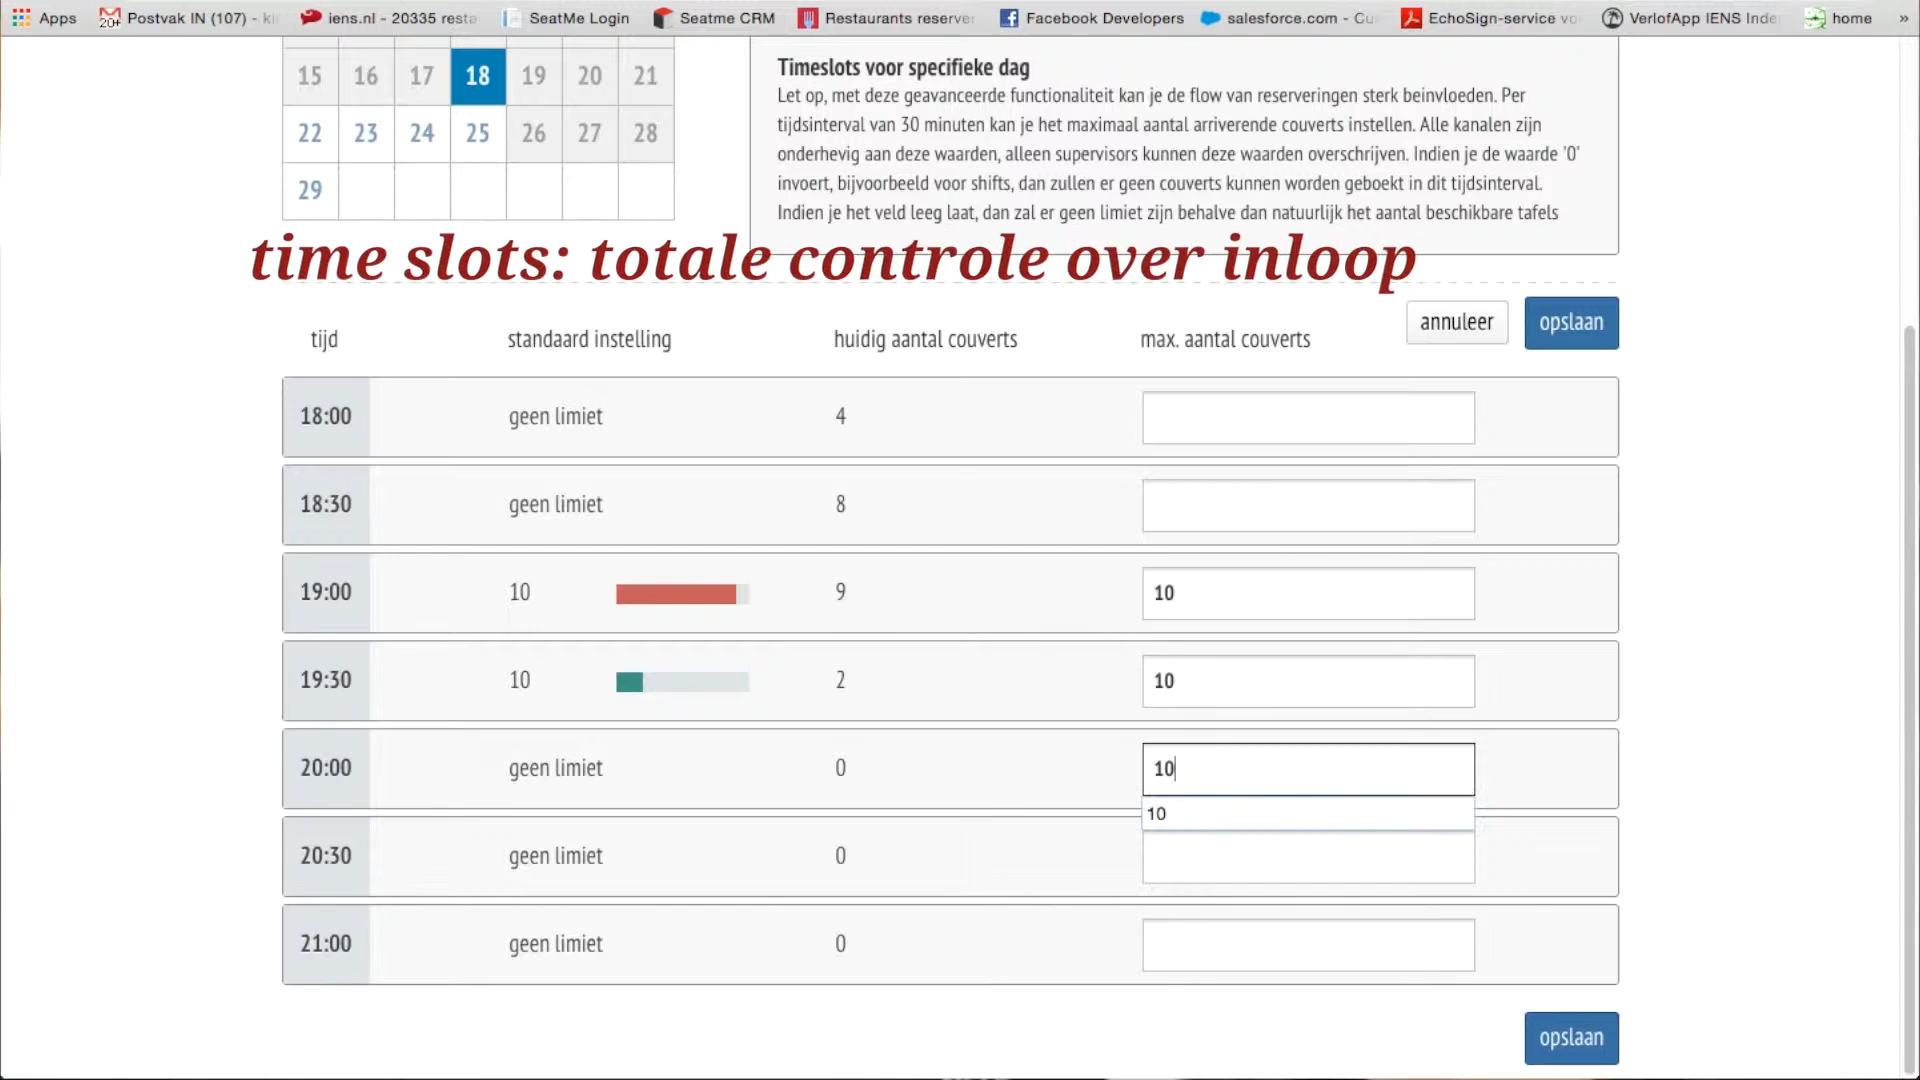 Apps 20+ Postvak IN (107) - iens.nl - 20335 resta SeatMe Login Seatme CRM Restaurants reserve Facebook Developers salesforce.com - Cu EchoSign-service vo VerlofApp IENS Inde home »
15 16 17 18 19 20 21
22 23 24 25 26 27 28
29
Timeslots voor specifieke dag
Let op, met deze geavanceerde functionaliteit kan je de flow van reserveringen sterk beinvloeden. Per
tijdsinterval van 30 minuten kan je het maximaal aantal arriverende couverts instellen. Alle kanalen zijn
onderhevig aan deze waarden, alleen supervisors kunnen deze waarden overschrijven. Indien je de waarde '0'
invoert, bijvoorbeeld voor shifts, dan zullen er geen couverts kunnen worden geboekt in dit tijdsinterval.
Indien je het veld leeg laat, dan zal er geen limiet zijn behalve dan natuurlijk het aantal beschikbare tafels
time slots: totale controle over inloop
annuleer opslaan
tijd standaard instelling huidig aantal couverts max. aantal couverts
18:00 geen limiet 4
18:30 geen limiet 8
19:00 10 9 10
19:30 10 2 10
20:00 geen limiet 0 10
10
20:30 geen limiet 0
21:00 geen limiet 0
opslaan